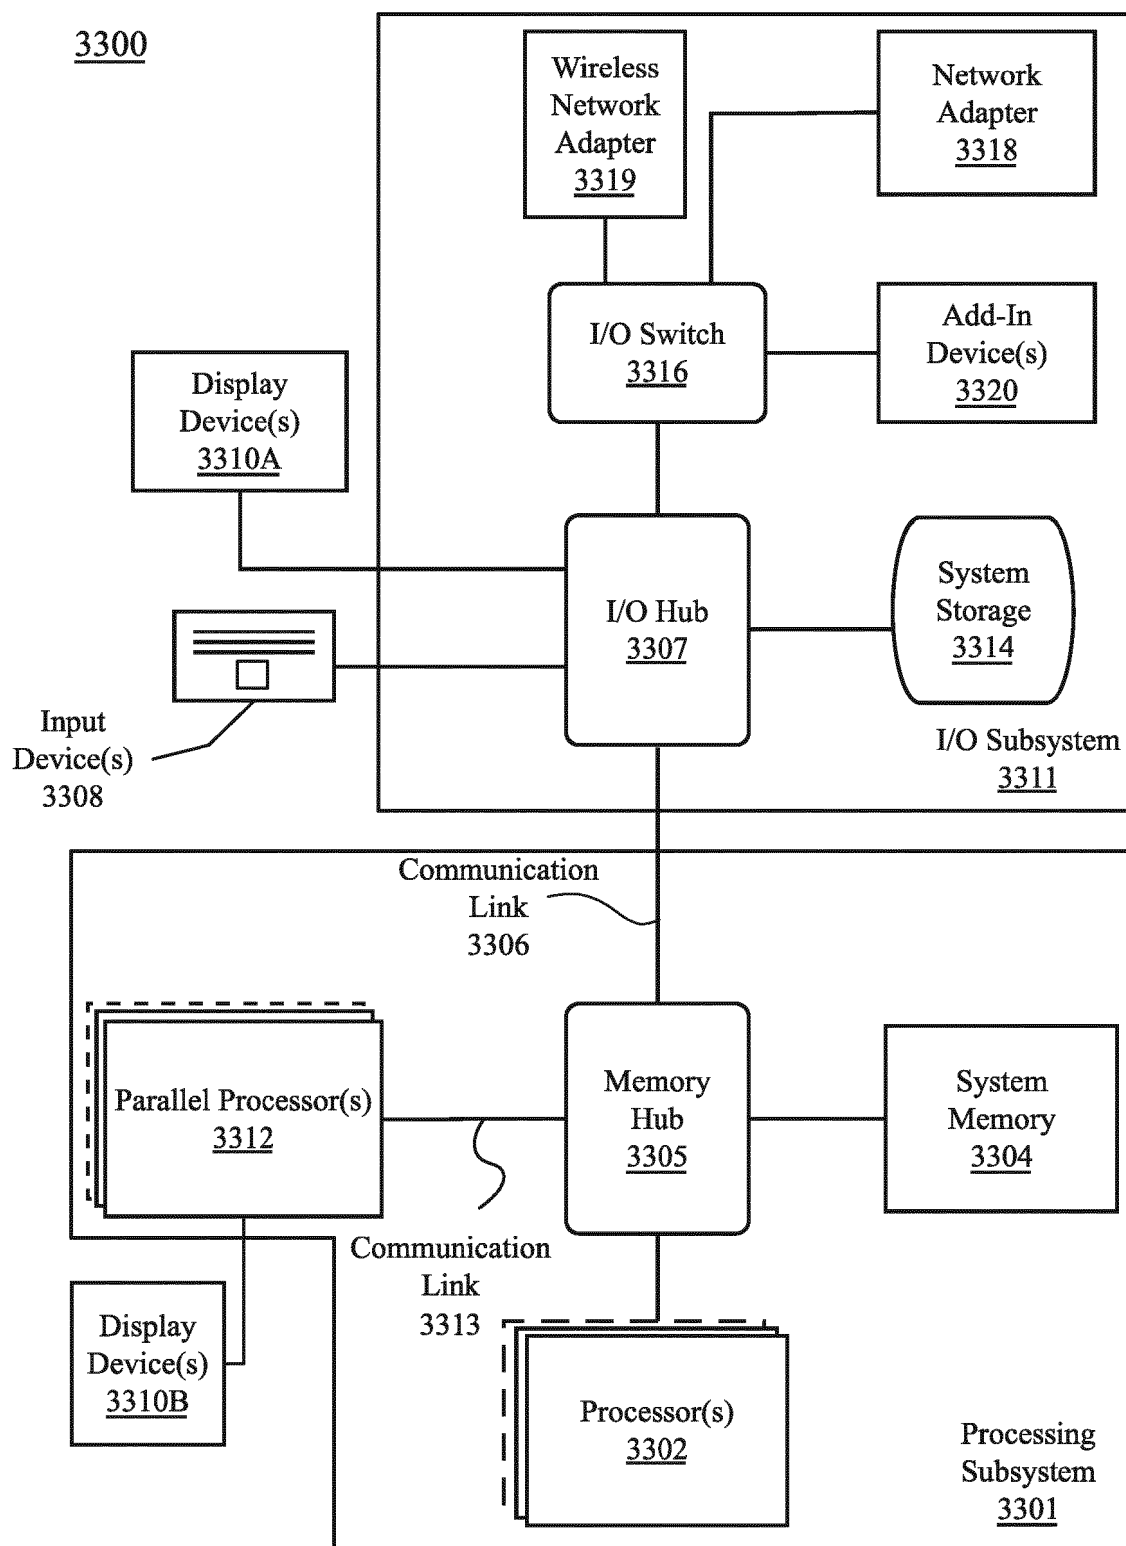 3300
Wireless
Network
Adapter
3319
Network
Adapter
3318
I/O Switch
3316
Add-In
Device(s)
3320
Display
Device(s)
3310A
I/O Hub
3307
System
Storage
3314
Input
Device(s)
3308
I/O Subsystem
3311
Communication
Link
3306
Parallel Processor(s)
3312
Memory
Hub
3305
System
Memory
3304
Communication
Link
3313
Display
Device(s)
3310B
Processor(s)
3302
Processing
Subsystem
3301